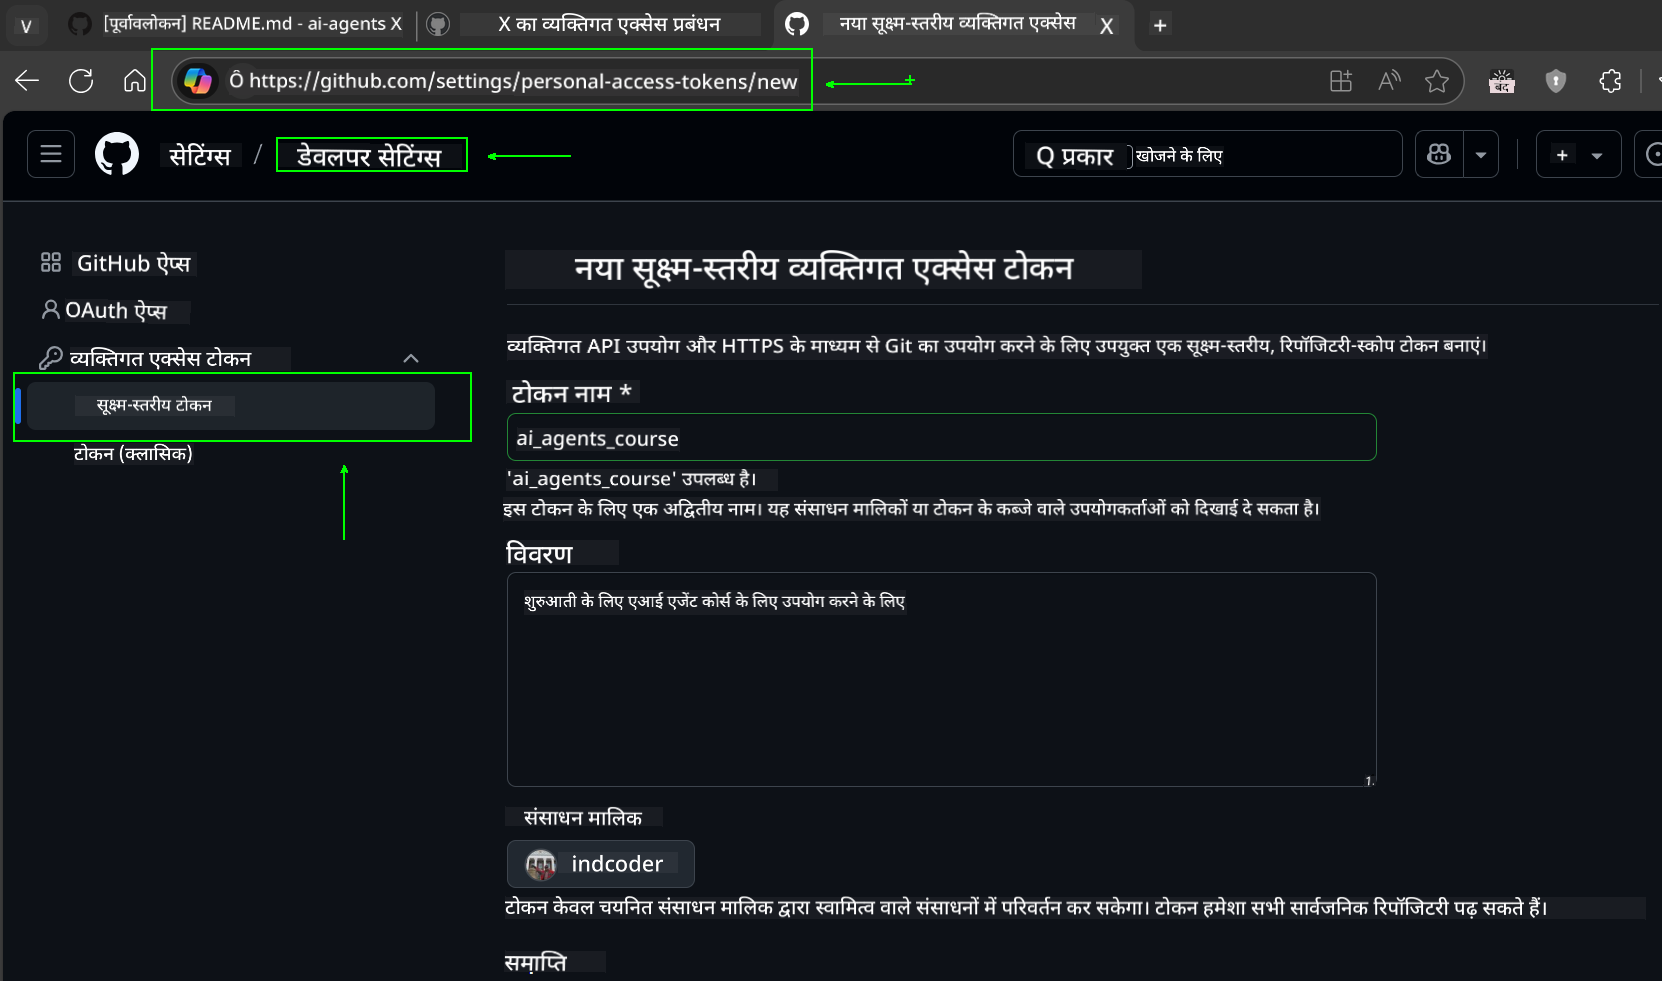 [पूर्वावलोकन] README.md - ai-agents X
X का व्यक्तिगत एक्सेस प्रबंधन
नया सूक्ष्म-स्तरीय व्यक्तिगत एक्सेस X
+
Ô https://github.com/settings/personal-access-tokens/new
बंद
सेटिंग्स / डेवलपर सेटिंग्स
Q प्रकार खोजने के लिए
+
GitHub ऐप्स
OAuth ऐप्स
व्यक्तिगत एक्सेस टोकन
सूक्ष्म-स्तरीय टोकन
टोकन (क्लासिक)
नया सूक्ष्म-स्तरीय व्यक्तिगत एक्सेस टोकन
व्यक्तिगत API उपयोग और HTTPS के माध्यम से Git का उपयोग करने के लिए उपयुक्त एक सूक्ष्म-स्तरीय, रिपॉजिटरी-स्कोप टोकन बनाएं।
टोकन नाम *
ai_agents_course
'ai_agents_course' उपलब्ध है।
इस टोकन के लिए एक अद्वितीय नाम। यह संसाधन मालिकों या टोकन के कब्जे वाले उपयोगकर्ताओं को दिखाई दे सकता है।
विवरण
शुरुआती के लिए एआई एजेंट कोर्स के लिए उपयोग करने के लिए
संसाधन मालिक
indcoder
टोकन केवल चयनित संसाधन मालिक द्वारा स्वामित्व वाले संसाधनों में परिवर्तन कर सकेगा। टोकन हमेशा सभी सार्वजनिक रिपॉजिटरी पढ़ सकते हैं।
समाप्ति